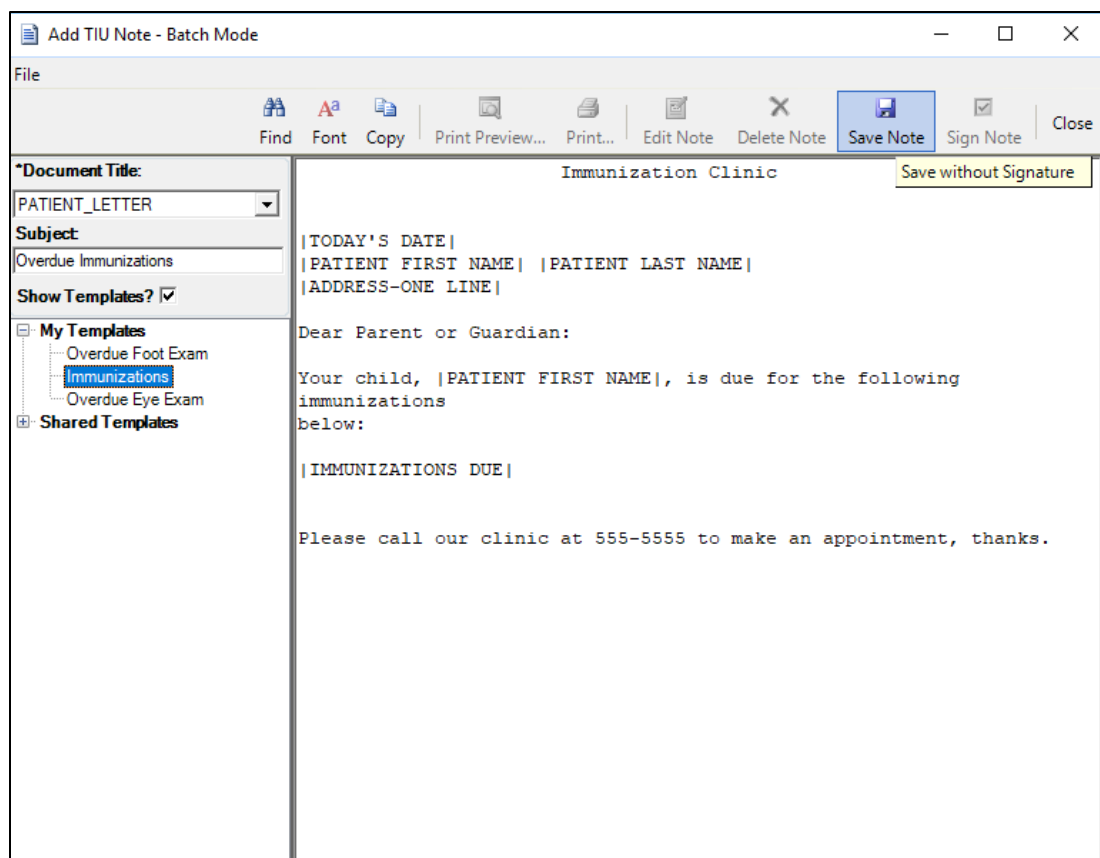 Add TIU Note - Batch Mode
File
Find Font Copy Print Preview... Print... Edit Note Delete Note Save Note Sign Note Close
Save without Signature
*Document Title:
PATIENT_LETTER
Subject:
Overdue Immunizations
Show Templates?
My Templates
Overdue Foot Exam
Immunizations
Overdue Eye Exam
Shared Templates
Immunization Clinic
|TODAY'S DATE|
|PATIENT FIRST NAME| |PATIENT LAST NAME|
|ADDRESS-ONE LINE|
Dear Parent or Guardian:
Your child, |PATIENT FIRST NAME|, is due for the following
immunizations
below:
|IMMUNIZATIONS DUE|
Please call our clinic at 555-5555 to make an appointment, thanks.